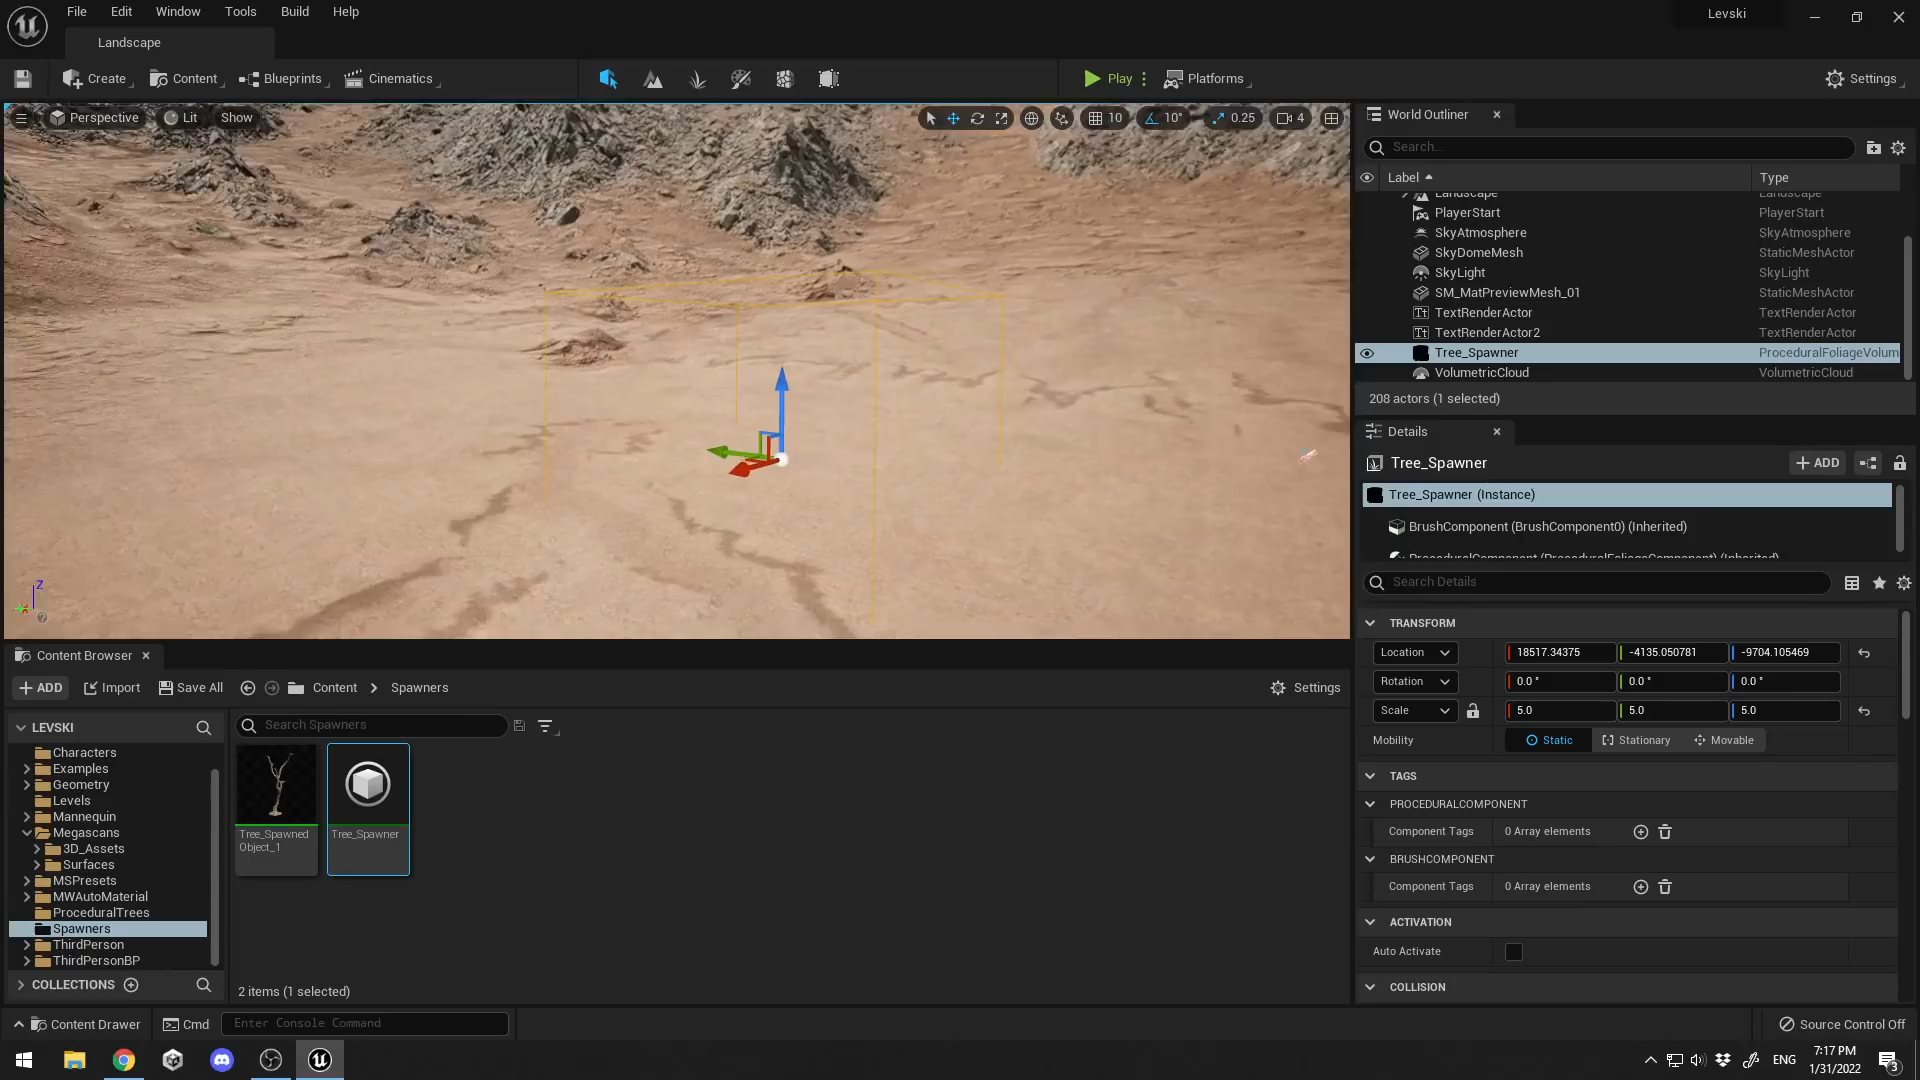 File Edit Window Tools Build Help
Levski
Landscape
Create Content Blueprints Cinematics Play Platforms Settings
Perspective Lit Show 10 10° 0.25 4
World Outliner
Search...
Label Type
Landscape Landscape
PlayerStart PlayerStart
SkyAtmosphere SkyAtmosphere
SkyDomeMesh StaticMeshActor
SkyLight SkyLight
SM_MatPreviewMesh_01 StaticMeshActor
TextRenderActor TextRenderActor
TextRenderActor2 TextRenderActor
Tree_Spawner ProceduralFoliageVolum
VolumetricCloud VolumetricCloud
208 actors (1 selected)
Details
Tree_Spawner ADD
Tree_Spawner (Instance)
BrushComponent (BrushComponent0) (Inherited)
ProceduralComponent (ProceduralFoliageComponent) (Inherited)
Search Details
TRANSFORM
Location 18517.34375 -4135.050781 -9704.105469
Rotation 0.0 ° 0.0 ° 0.0 °
Scale 5.0 5.0 5.0
Mobility Static Stationary Movable
TAGS
PROCEDURALCOMPONENT
Component Tags 0 Array elements
BRUSHCOMPONENT
Component Tags 0 Array elements
ACTIVATION
Auto Activate
COLLISION
Z
Content Browser
ADD Import Save All Content Spawners Settings
LEVSKI
Search Spawners
Characters
Examples
Geometry
Levels
Mannequin
Megascans
3D_Assets
Surfaces
MSPresets
MWAutoMaterial
ProceduralTrees
Spawners
ThirdPerson
ThirdPersonBP
COLLECTIONS
Tree_Spawned
Object_1
Tree_Spawner
2 items (1 selected)
Content Drawer Cmd Enter Console Command Source Control Off
ENG
7:17 PM
1/31/2022
3